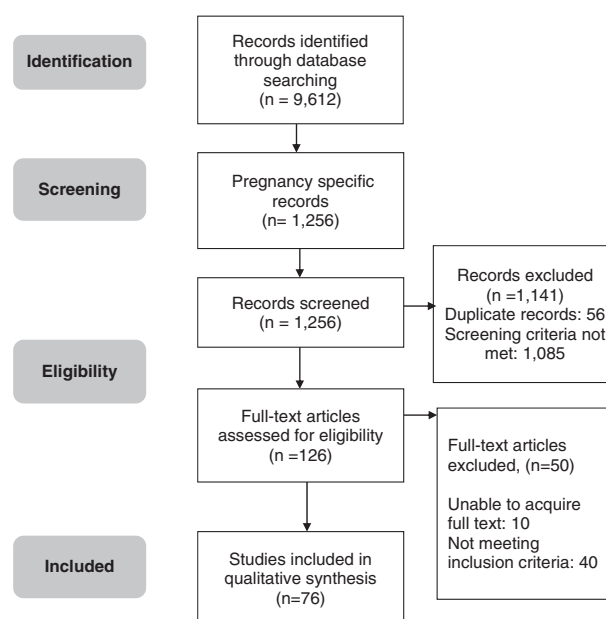 Identification
Records identified
through database
searching
(n = 9,612)
Screening
Pregnancy specific
records
(n= 1,256)
Records screened
(n = 1,256)
Records excluded
(n =1,141)
Duplicate records: 56
Screening criteria not
met: 1,085
Eligibility
Full-text articles
assessed for eligibility
(n =126)
Full-text articles
excluded, (n=50)
Unable to acquire
full text: 10
Not meeting
inclusion criteria: 40
Included
Studies included in
qualitative synthesis
(n=76)